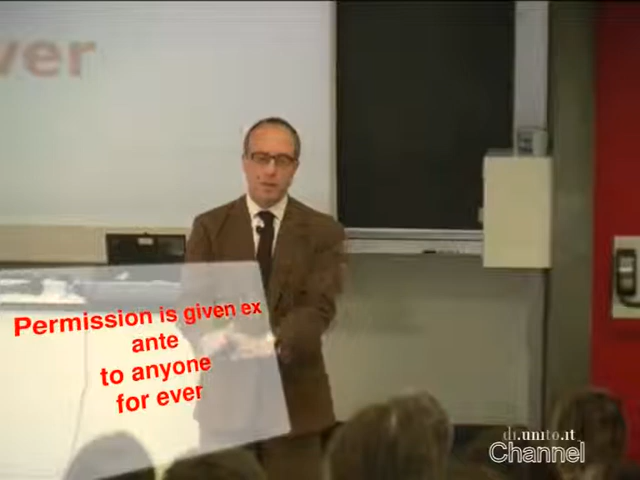 ver
Permission is given ex
ante
to anyone
for ever
di.unito.it
Channel